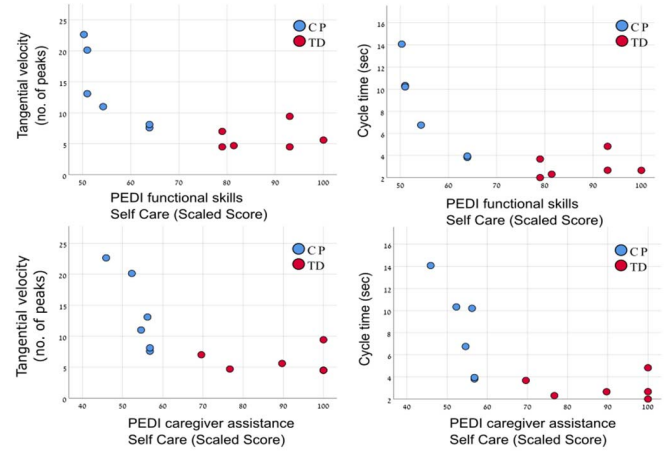 Tangential velocity
(no. of peaks)
25
20
15
10
5
0
50 60 70 80 90 100
C P
TD
PEDI functional skills
Self Care (Scaled Score)
Cycle time (sec)
16
14
12
10
8
6
4
2
50 60 70 80 90 100
C P
TD
PEDI functional skills
Self Care (Scaled Score)
Tangential velocity
(no. of peaks)
25
20
15
10
5
0
40 50 60 70 80 90 100
C P
TD
PEDI caregiver assistance
Self Care (Scaled Score)
Cycle time (sec)
16
14
12
10
8
6
4
2
40 50 60 70 80 90 100
C P
TD
PEDI caregiver assistance
Self Care (Scaled Score)